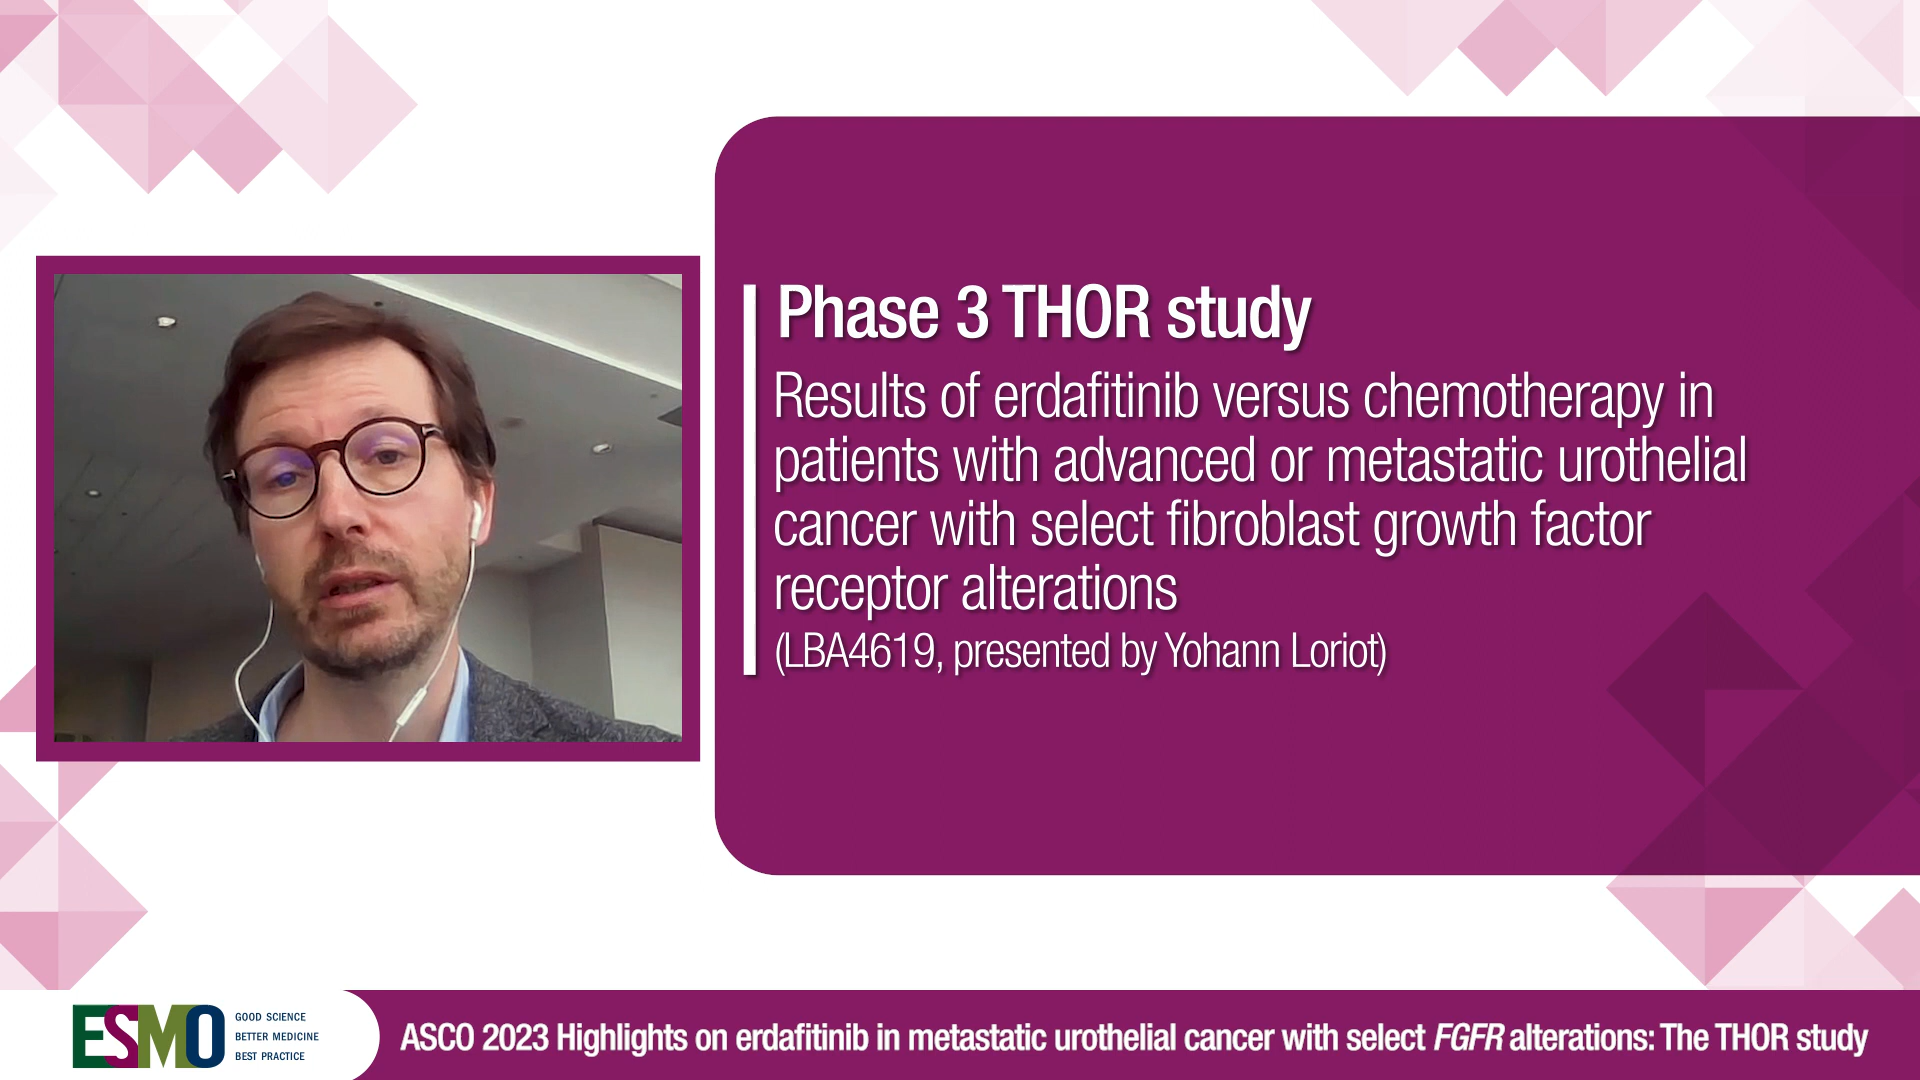 Phase 3 THOR study
Results of erdafitinib versus chemotherapy in
patients with advanced or metastatic urothelial
cancer with select fibroblast growth factor
receptor alterations
(LBA4619, presented by Yohann Loriot)
ESMO
GOOD SCIENCE
BETTER MEDICINE
BEST PRACTICE
ASCO 2023 Highlights on erdafitinib in metastatic urothelial cancer with select FGFR alterations: The THOR study